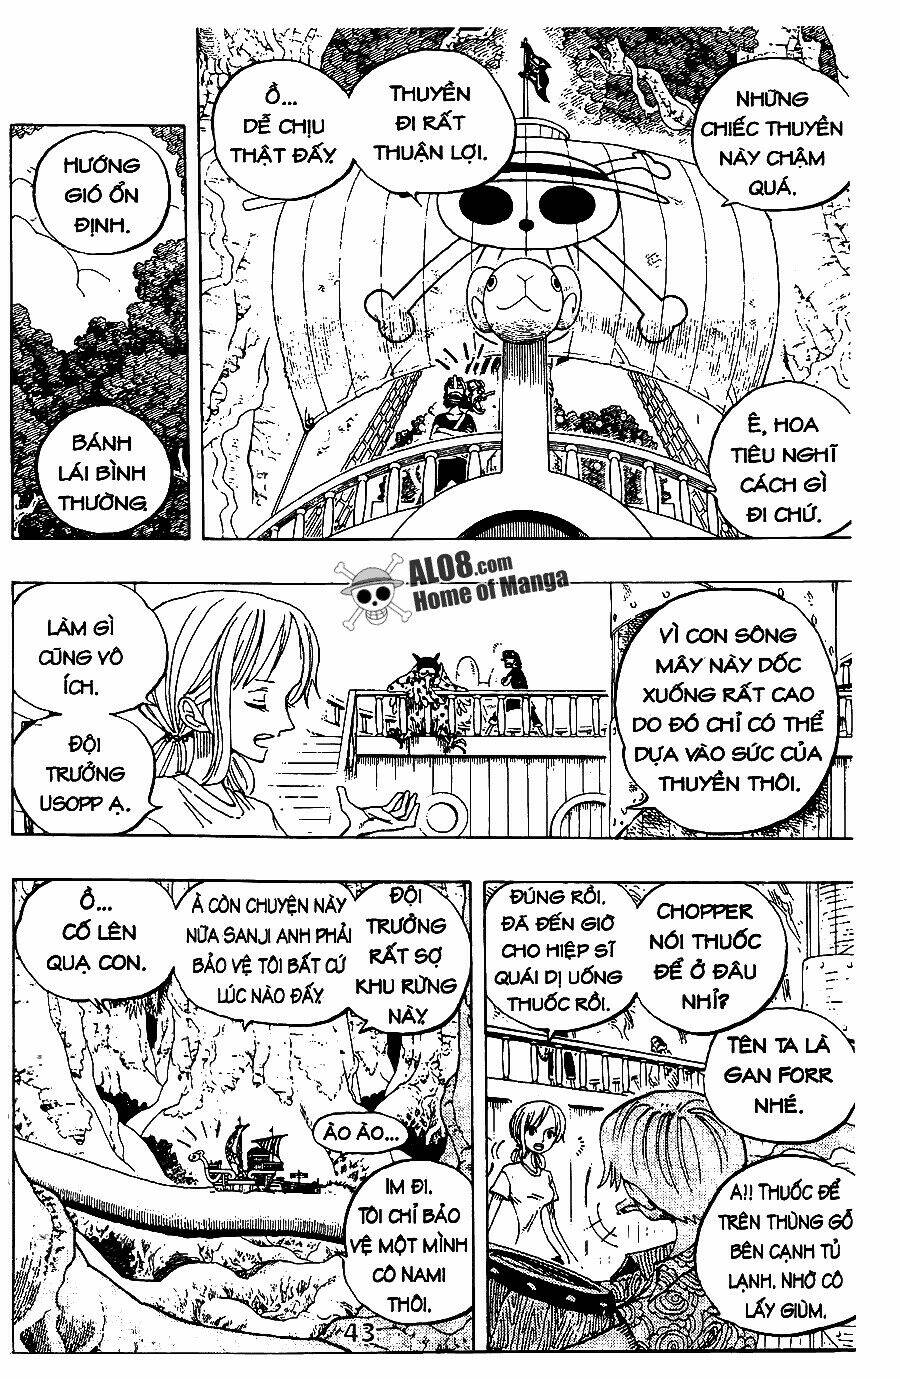 NHỮNG
CHIẾC THUYỀN
NÀY CHẬM
QUÁ.
THUYỀN
ĐI RẤT
THUẬN LỢI.
Ồ...
DỄ CHỊU
THẬT ĐẤY.
Ê, HOA
TIÊU NGHĨ
CÁCH GÌ
ĐI CHỨ.
HƯỚNG
GIÓ ỔN
ĐỊNH.
BÁNH
LÁI BÌNH
THƯỜNG.
AL08.com
Home of Manga
VÌ CON SÔNG
MÂY NÀY DỐC
XUỐNG RẤT CAO
DO ĐÓ CHỈ CÓ THỂ
DỰA VÀO SỨC CỦA
THUYỀN THÔI.
LÀM GÌ
CŨNG VÔ
ÍCH.
ĐỘI
TRƯỞNG
USOPP Ạ.
CHOPPER
NÓI THUỐC
ĐỂ Ở ĐÂU
NHỈ?
ĐÚNG RỒI.
ĐÃ ĐẾN GIỜ
CHO HIỆP SĨ
QUÁI DỊ UỐNG
THUỐC RỒI.
TÊN TA LÀ
GAN FORR
NHÉ.
A!! THUỐC ĐỂ
TRÊN THÙNG GỖ
BÊN CẠNH TỦ
LẠNH. NHỜ CÔ
LẤY GIÙM.
ĐỘI
TRƯỞNG
RẤT SỢ
KHU RỪNG
NÀY.
À CÒN CHUYỆN NÀY
NỮA SANJI ANH PHẢI
BẢO VỆ TÔI BẤT CỨ
LÚC NÀO ĐẤY.
Ồ...
CỐ LÊN
QUẠ CON.
ÀO ÀO...
IM ĐI.
TÔI CHỈ BẢO
VỆ MỘT MÌNH
CÔ NAMI
THÔI.
43